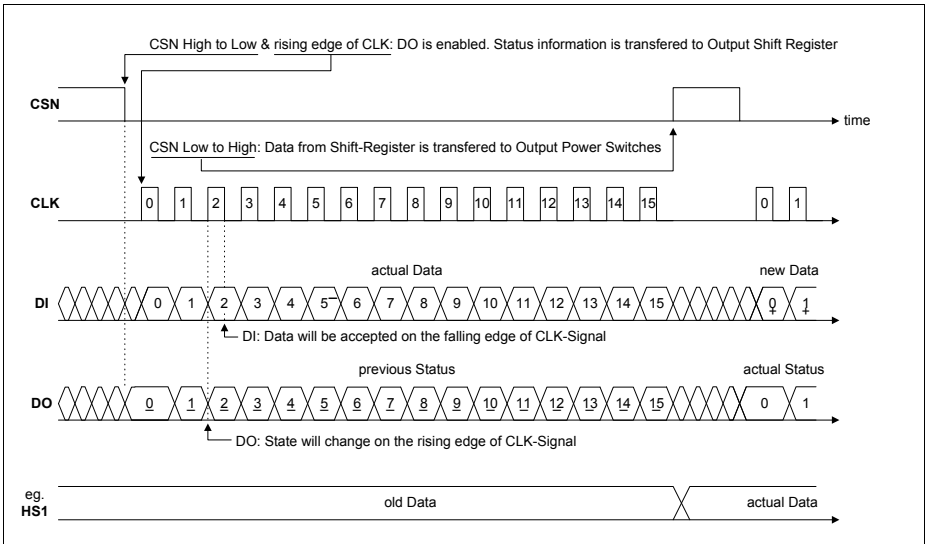 CSN High to Low & rising edge of CLK: DO is enabled. Status information is transfered to Output Shift Register
CSN
time
CSN Low to High: Data from Shift-Register is transfered to Output Power Switches
CLK 0 1 2 3 4 5 6 7 8 9 10 11 12 13 14 15 0 1
actual Data new Data
DI 0 1 2 3 4 5 6 7 8 9 10 11 12 13 14 15 0 1
DI: Data will be accepted on the falling edge of CLK-Signal
previous Status actual Status
DO 0 1 2 3 4 5 6 7 8 9 10 11 12 13 14 15 0 1
DO: State will change on the rising edge of CLK-Signal
eg.
HS1 old Data actual Data